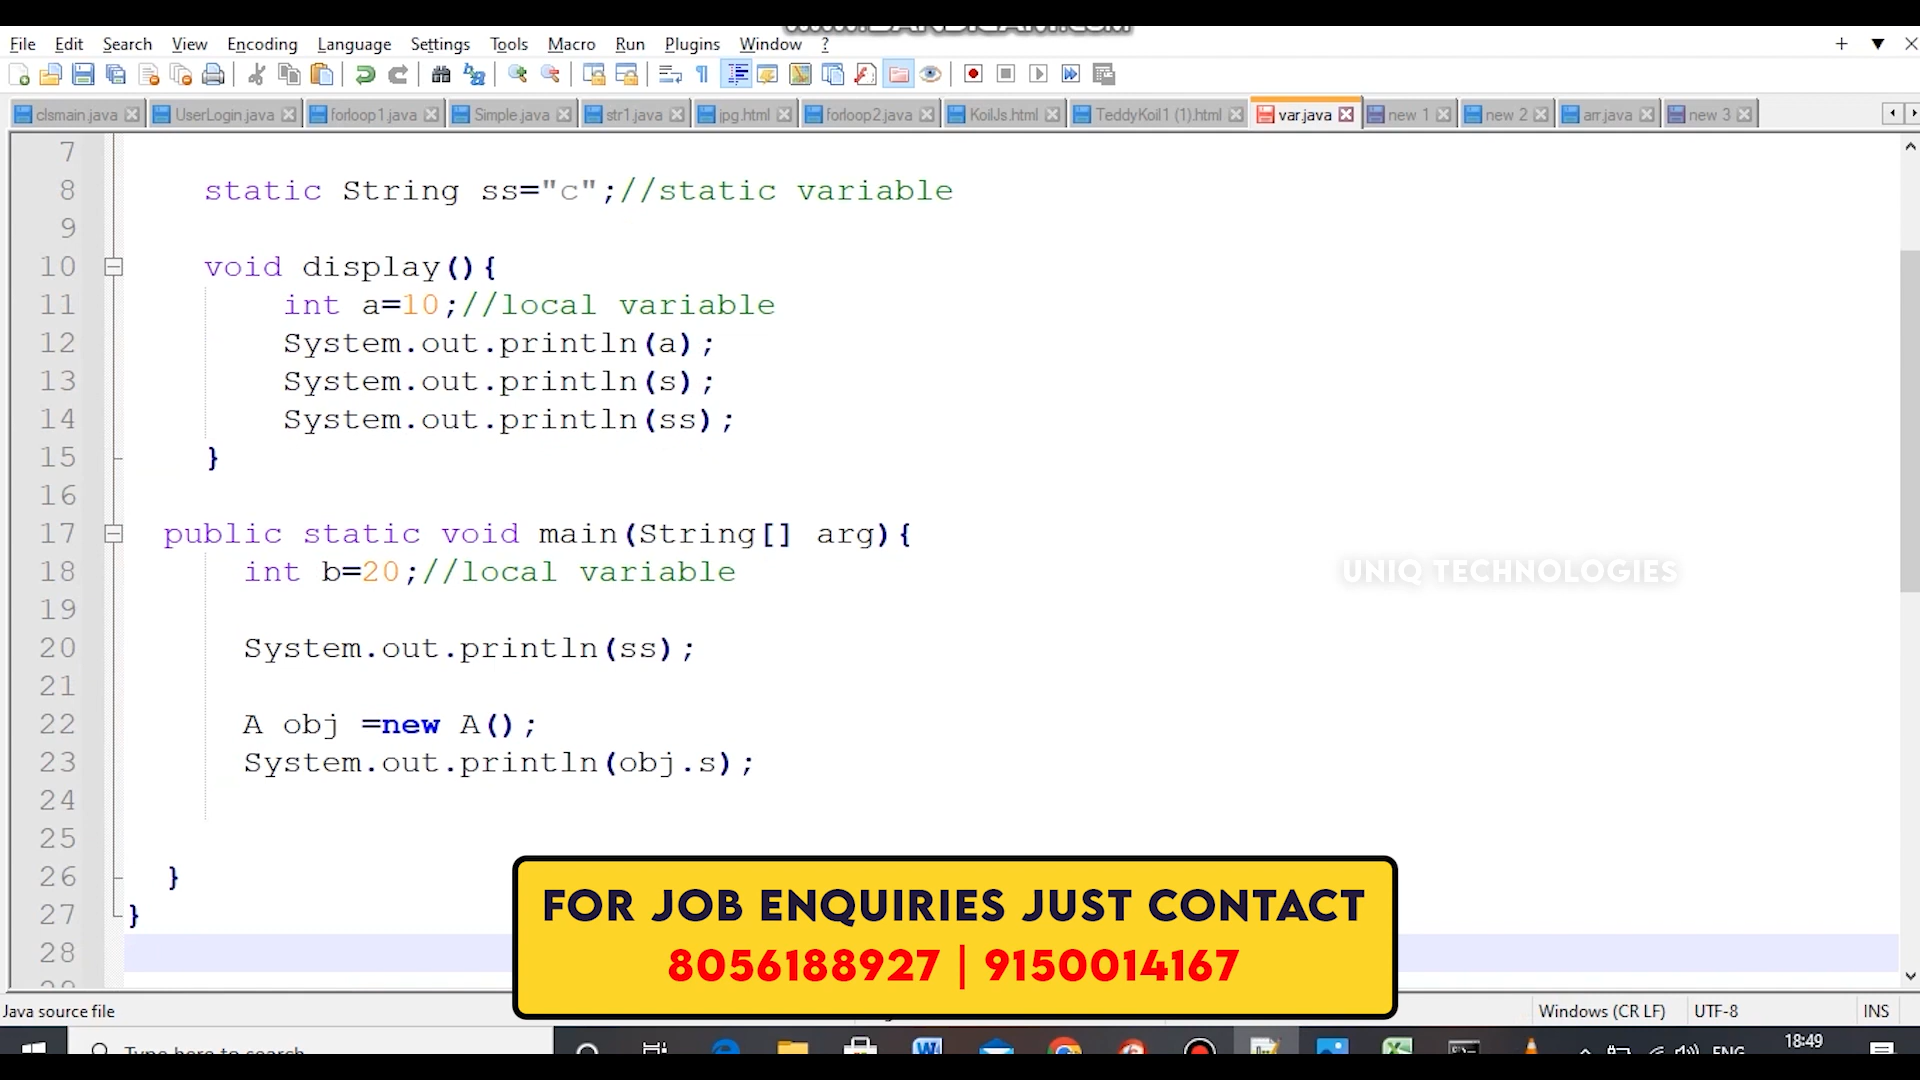 File Edit Search View Encoding Language Settings Tools Macro Run Plugins Window ?
clsmain.java UserLogin.java forloop1.java Simple.java str1.java jpg.html forloop2.java KoilJs.html TeddyKoil1 (1).html var.java new 1 new 2 arr.java new 3
7
8 static String ss="c";//static variable
9
10 void display(){
11 int a=10;//local variable
12 System.out.println(a);
13 System.out.println(s);
14 System.out.println(ss);
15 }
16
17 public static void main(String[] arg){
18 int b=20;//local variable
UNIQ TECHNOLOGIES
19
20 System.out.println(ss);
21
22 A obj =new A();
23 System.out.println(obj.s);
24
25
26 }
27 }
28
FOR JOB ENQUIRIES JUST CONTACT
8056188927 | 9150014167
Java source file Windows (CR LF) UTF-8 INS
Type here to search ENG 18:49